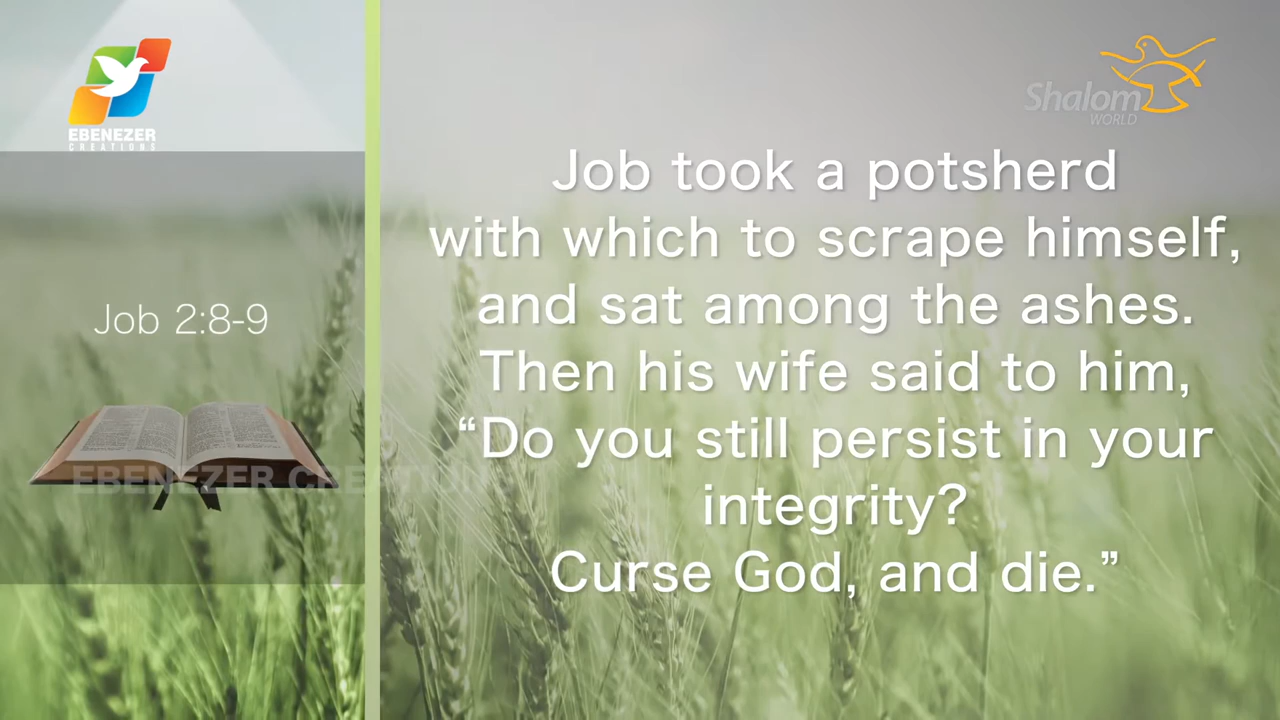 EBENEZER
CREATIONS
Shalom
WORLD
Job 2:8-9
EBENEZER CREATION
Job took a potsherd
with which to scrape himself,
and sat among the ashes.
Then his wife said to him,
“Do you still persist in your
integrity?
Curse God, and die.”